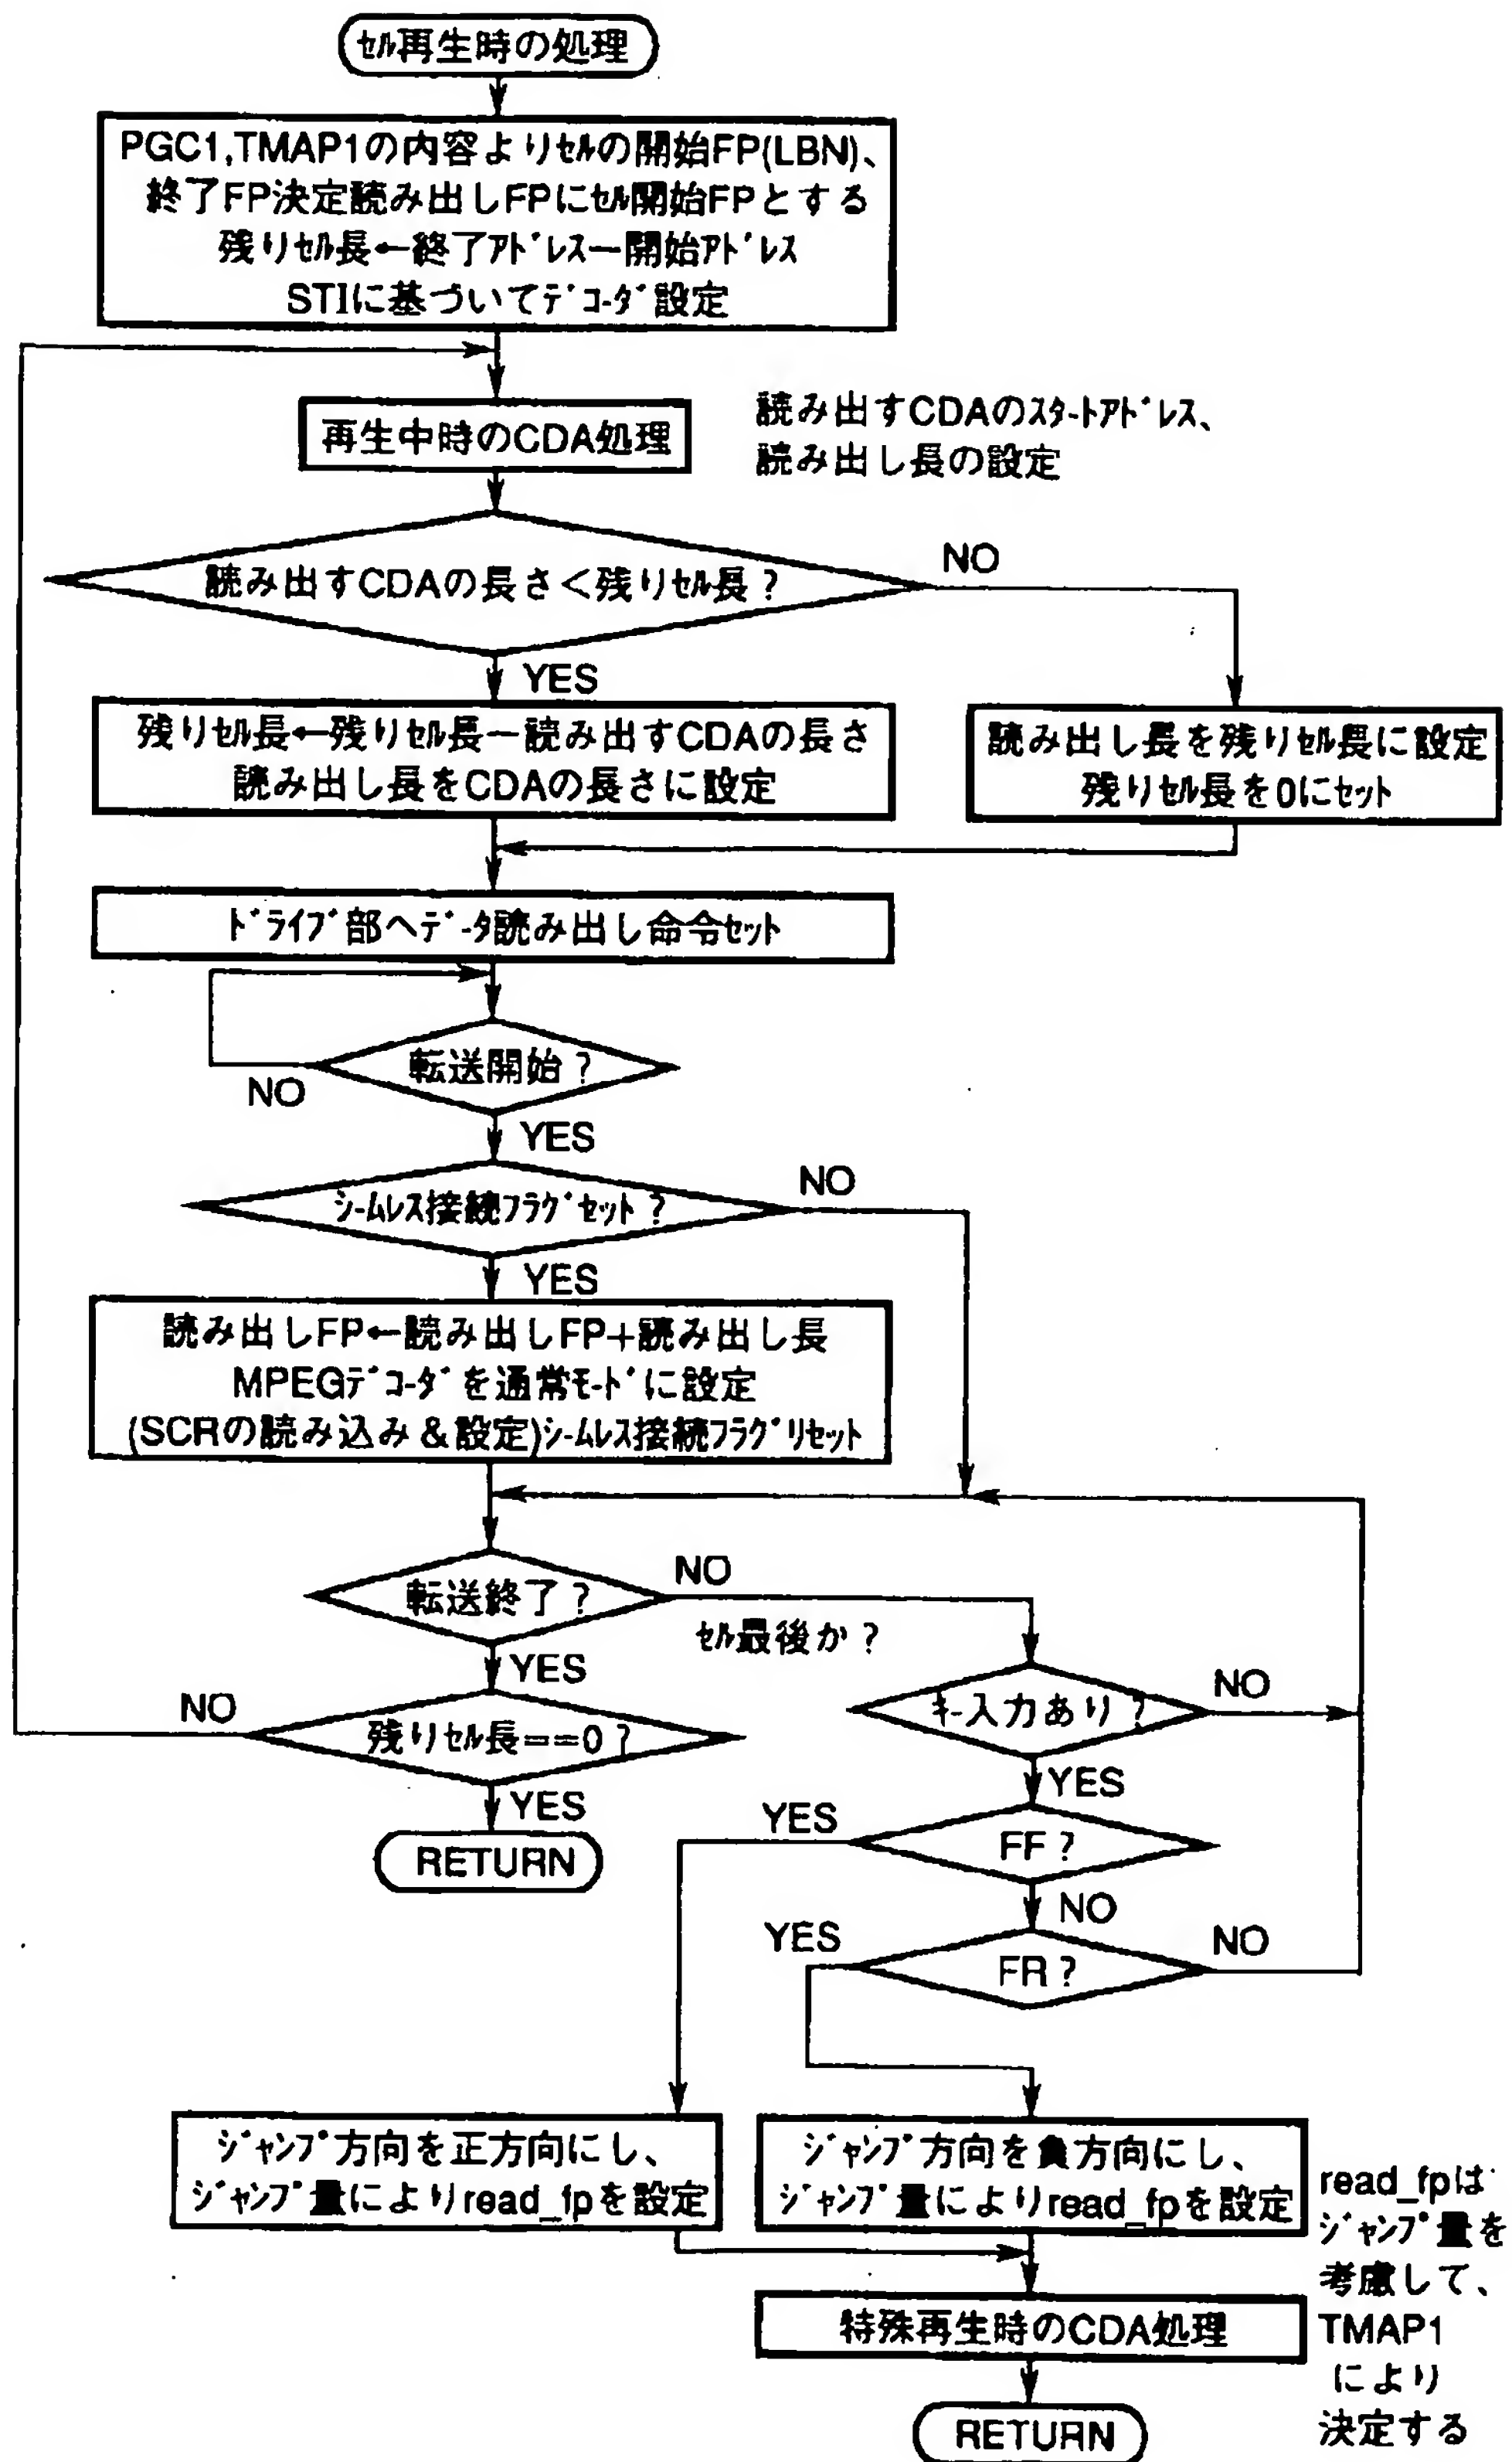 ｾﾙ再生時の処理
PGC1,TMAP1の内容よりｾﾙの開始FP(LBN)、
終了FP決定読み出しFPにｾﾙ開始FPとする
残りｾﾙ長←終了ｱﾄﾞﾚｽー開始ｱﾄﾞﾚｽ
STIに基づいてﾃﾞｺｰﾀﾞ設定
再生中時のCDA処理
読み出すCDAのｽﾀｰﾄｱﾄﾞﾚｽ、
読み出し長の設定
読み出すCDAの長さ＜残りｾﾙ長？
NO
YES
残りｾﾙ長←残りｾﾙ長ー読み出すCDAの長さ
読み出し長をCDAの長さに設定
読み出し長を残りｾﾙ長に設定
残りｾﾙ長を0にｾｯﾄ
ﾄﾞﾗｲﾌﾞ部へﾃﾞｰﾀ読み出し命令ｾｯﾄ
転送開始？
NO
YES
ｼｰﾑﾚｽ接続ﾌﾗｸﾞｾｯﾄ？
NO
YES
読み出しFP←読み出しFP+読み出し長
MPEGﾃﾞｺｰﾀﾞを通常ﾓｰﾄﾞに設定
(SCRの読み込み＆設定)ｼｰﾑﾚｽ接続ﾌﾗｸﾞﾘｾｯﾄ
転送終了？
NO
ｾﾙ最後か？
YES
残りｾﾙ長==0？
NO
YES
RETURN
ｷｰ入力あり？
NO
YES
FF？
YES
NO
FR？
YES
NO
ｼﾞｬﾝﾌﾟ方向を正方向にし、
ｼﾞｬﾝﾌﾟ量によりread_fpを設定
ｼﾞｬﾝﾌﾟ方向を負方向にし、
ｼﾞｬﾝﾌﾟ量によりread_fpを設定
read_fpは
ｼﾞｬﾝﾌﾟ量を
考慮して、
TMAP1
により
決定する
特殊再生時のCDA処理
RETURN